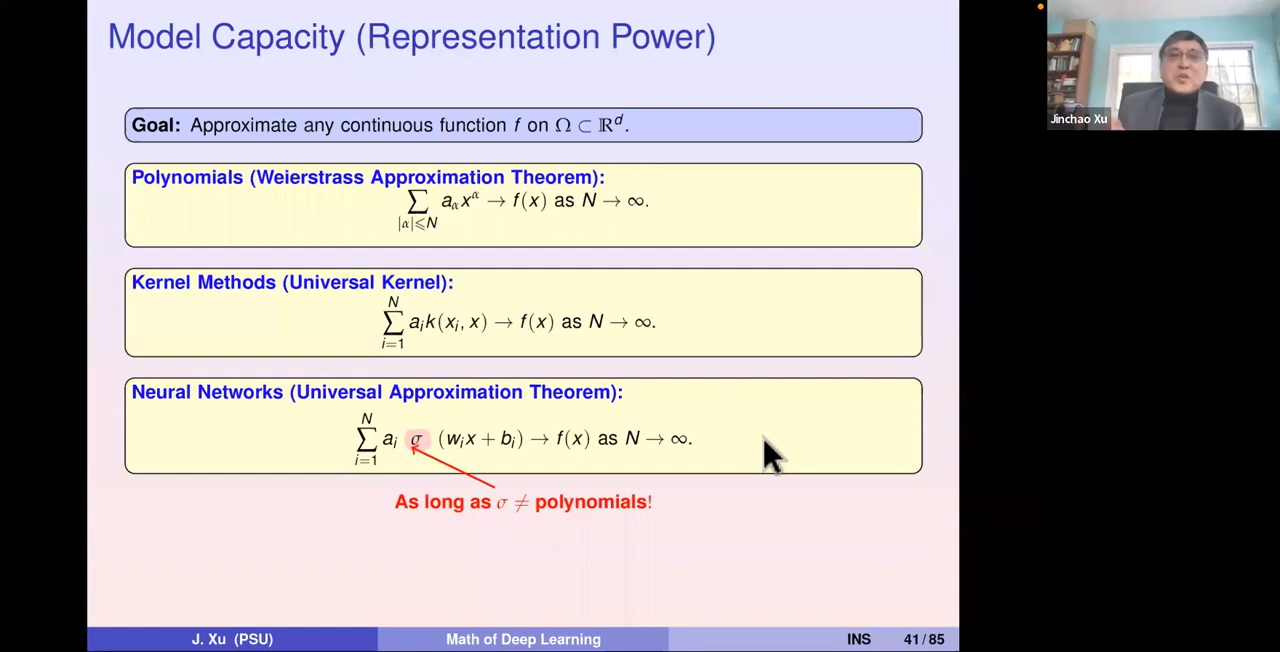 Model Capacity (Representation Power)
Jinchao Xu
Goal: Approximate any continuous function f on Ω ⊂ ℝᵈ.
Polynomials (Weierstrass Approximation Theorem):
∑_{|α|⩽N} a_α x^α → f(x) as N → ∞.
Kernel Methods (Universal Kernel):
∑_{i=1}^{N} a_i k(x_i, x) → f(x) as N → ∞.
Neural Networks (Universal Approximation Theorem):
∑_{i=1}^{N} a_i σ (w_i x + b_i) → f(x) as N → ∞.
As long as σ ≠ polynomials!
J. Xu (PSU) Math of Deep Learning INS 41 / 85